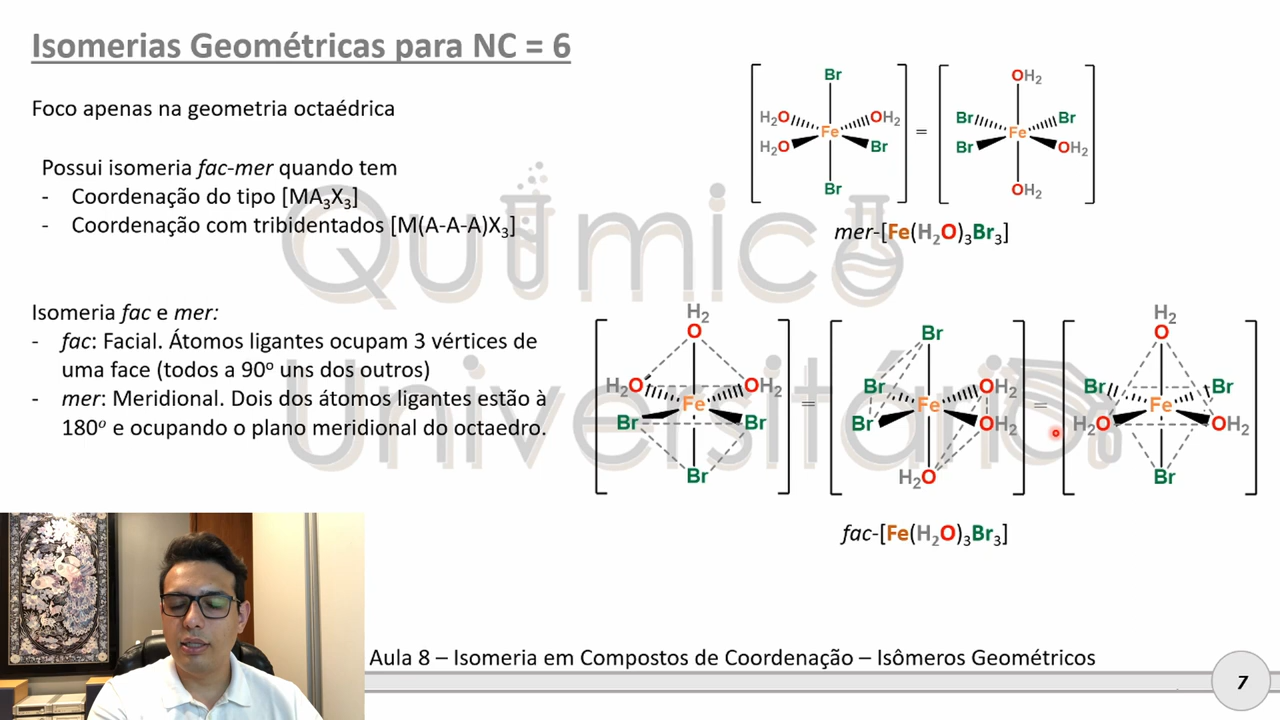 Isomerias Geométricas para NC = 6
Foco apenas na geometria octaédrica
Possui isomeria fac-mer quando tem
- Coordenação do tipo [MA₃X₃]
- Coordenação com tribidentados [M(A-A-A)X₃]
Isomeria fac e mer:
- fac: Facial. Átomos ligantes ocupam 3 vértices de
uma face (todos a 90º uns dos outros)
- mer: Meridional. Dois dos átomos ligantes estão à
180º e ocupando o plano meridional do octaedro.
Br OH₂
H₂O OH₂ Br Br
Fe = Fe
H₂O Br Br OH₂
Br OH₂
mer-[Fe(H₂O)₃Br₃]
H₂ H₂
O Br O
H₂O OH₂ Br OH₂ Br Br
Fe = Fe = Fe
Br Br Br OH₂ H₂O OH₂
Br H₂O Br
fac-[Fe(H₂O)₃Br₃]
Químico
Universitário
Aula 8 – Isomeria em Compostos de Coordenação – Isômeros Geométricos
7